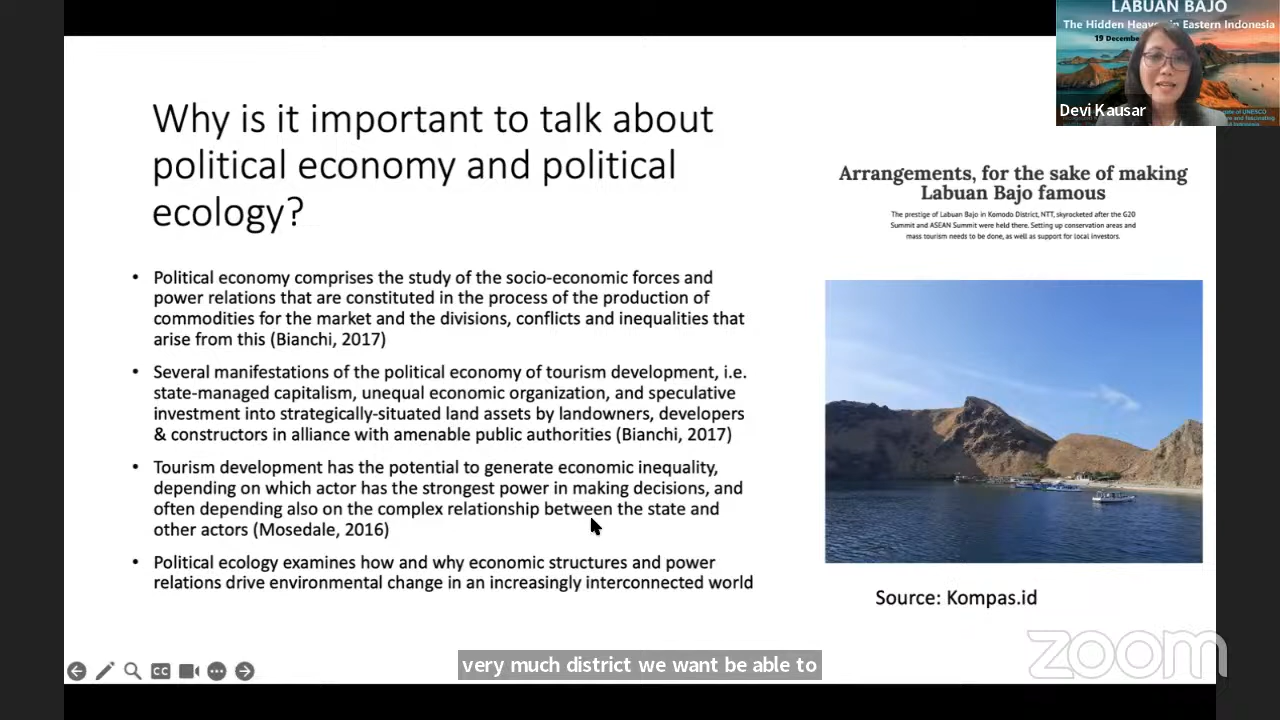 LABUAN BAJO
The Hidden Heaven in Eastern Indonesia
19 Decembe
Devi Kausar
Why is it important to talk about
political economy and political
ecology?
• Political economy comprises the study of the socio-economic forces and
power relations that are constituted in the process of the production of
commodities for the market and the divisions, conflicts and inequalities that
arise from this (Bianchi, 2017)
• Several manifestations of the political economy of tourism development, i.e.
state-managed capitalism, unequal economic organization, and speculative
investment into strategically-situated land assets by landowners, developers
& constructors in alliance with amenable public authorities (Bianchi, 2017)
• Tourism development has the potential to generate economic inequality,
depending on which actor has the strongest power in making decisions, and
often depending also on the complex relationship between the state and
other actors (Mosedale, 2016)
• Political ecology examines how and why economic structures and power
relations drive environmental change in an increasingly interconnected world
Arrangements, for the sake of making
Labuan Bajo famous
The prestige of Labuan Bajo in Komodo District, NTT, skyrocketed after the G20
Summit and ASEAN Summit were held there. Setting up conservation areas and
mass tourism needs to be done, as well as support for local investors.
Source: Kompas.id
zoom
CC
very much district we want be able to